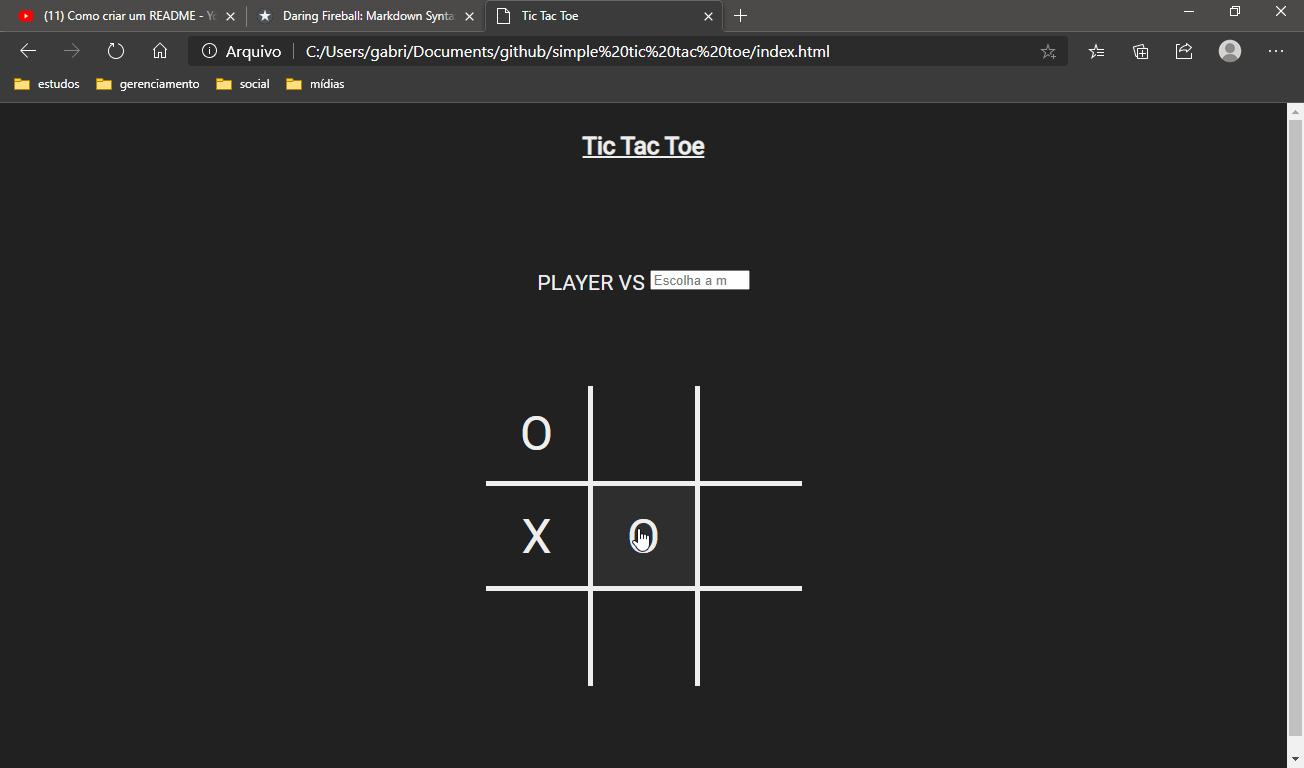 (11) Como criar um README - Yo
Daring Fireball: Markdown Synta
Tic Tac Toe
Arquivo
C:/Users/gabri/Documents/github/simple%20tic%20tac%20toe/index.html
estudos
gerenciamento
social
mídias
Tic Tac Toe
PLAYER VS Escolha a m
O
X O